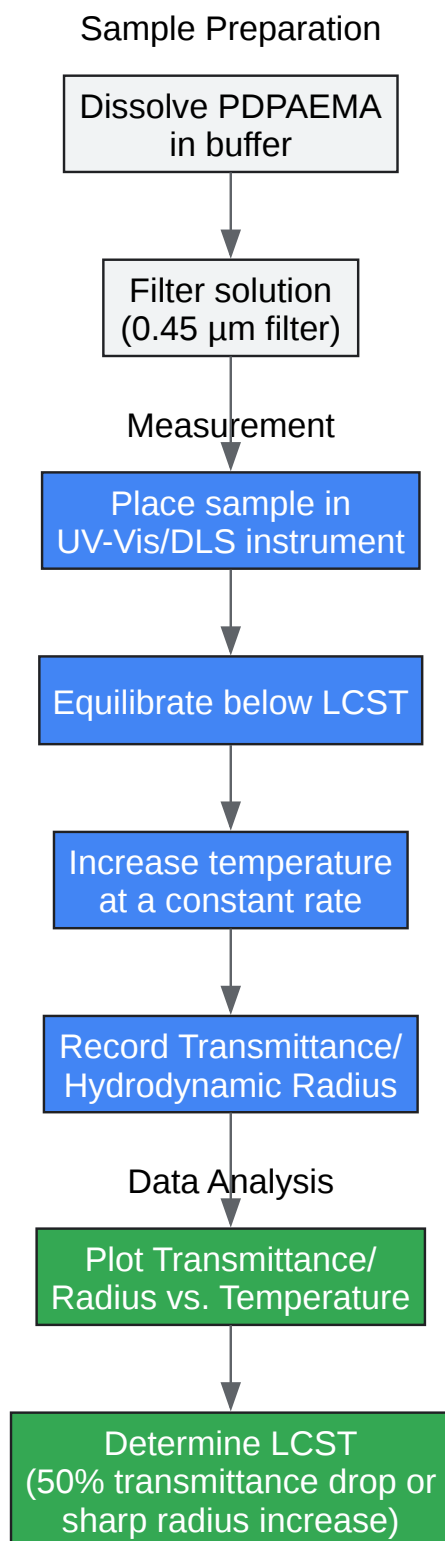 Sample Preparation
Dissolve PDPAEMA
in buffer
Filter solution
(0.45 µm filter)
Measurement
Place sample in
UV-Vis/DLS instrument
Equilibrate below LCST
Increase temperature
at a constant rate
Record Transmittance/
Hydrodynamic Radius
Data Analysis
Plot Transmittance/
Radius vs. Temperature
Determine LCST
(50% transmittance drop or
sharp radius increase)